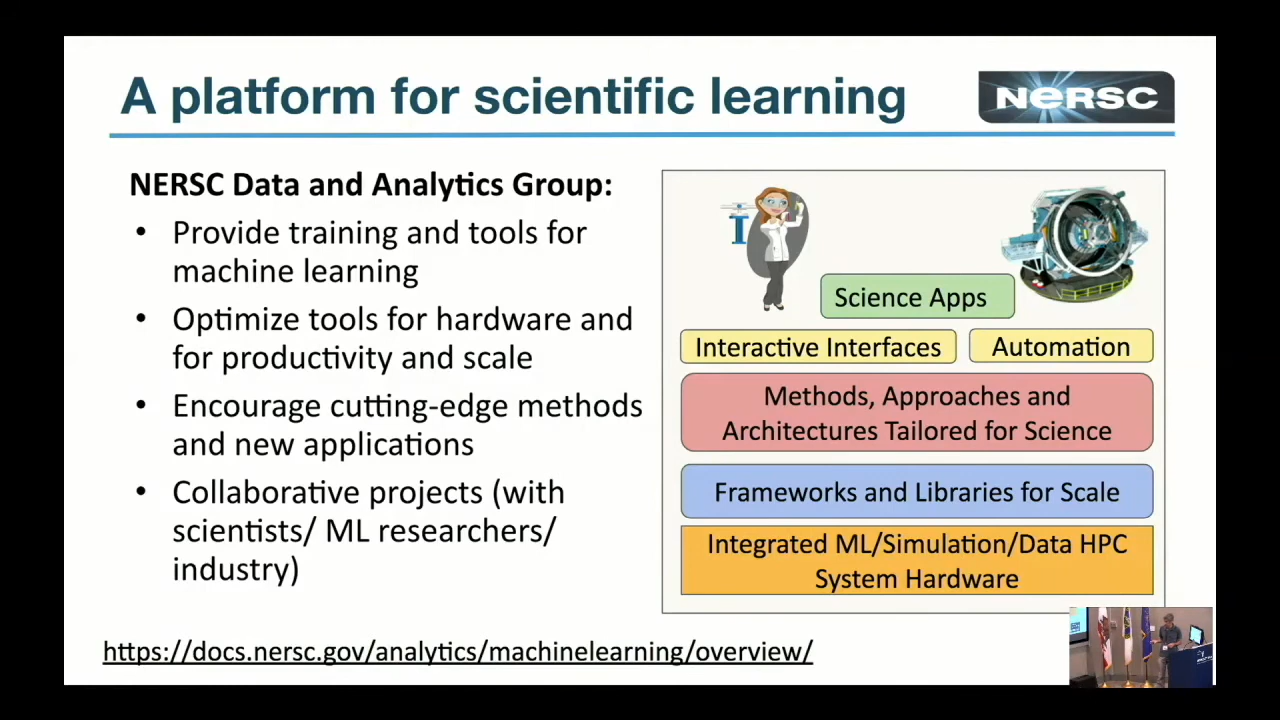 A platform for scientific learning
NERSC
NERSC Data and Analytics Group:
• Provide training and tools for
machine learning
• Optimize tools for hardware and
for productivity and scale
• Encourage cutting-edge methods
and new applications
• Collaborative projects (with
scientists/ ML researchers/
industry)
Science Apps
Interactive Interfaces
Automation
Methods, Approaches and
Architectures Tailored for Science
Frameworks and Libraries for Scale
Integrated ML/Simulation/Data HPC
System Hardware
https://docs.nersc.gov/analytics/machinelearning/overview/